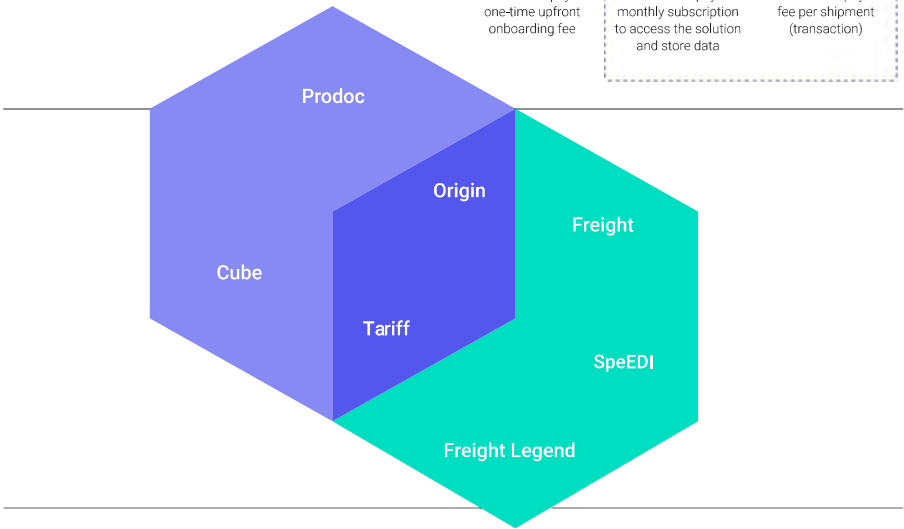 one-time upfront
onboarding fee
monthly subscription
to access the solution
and store data
fee per shipment
(transaction)
Prodoc
Origin
Freight
Cube
Tariff
SpeEDI
Freight Legend